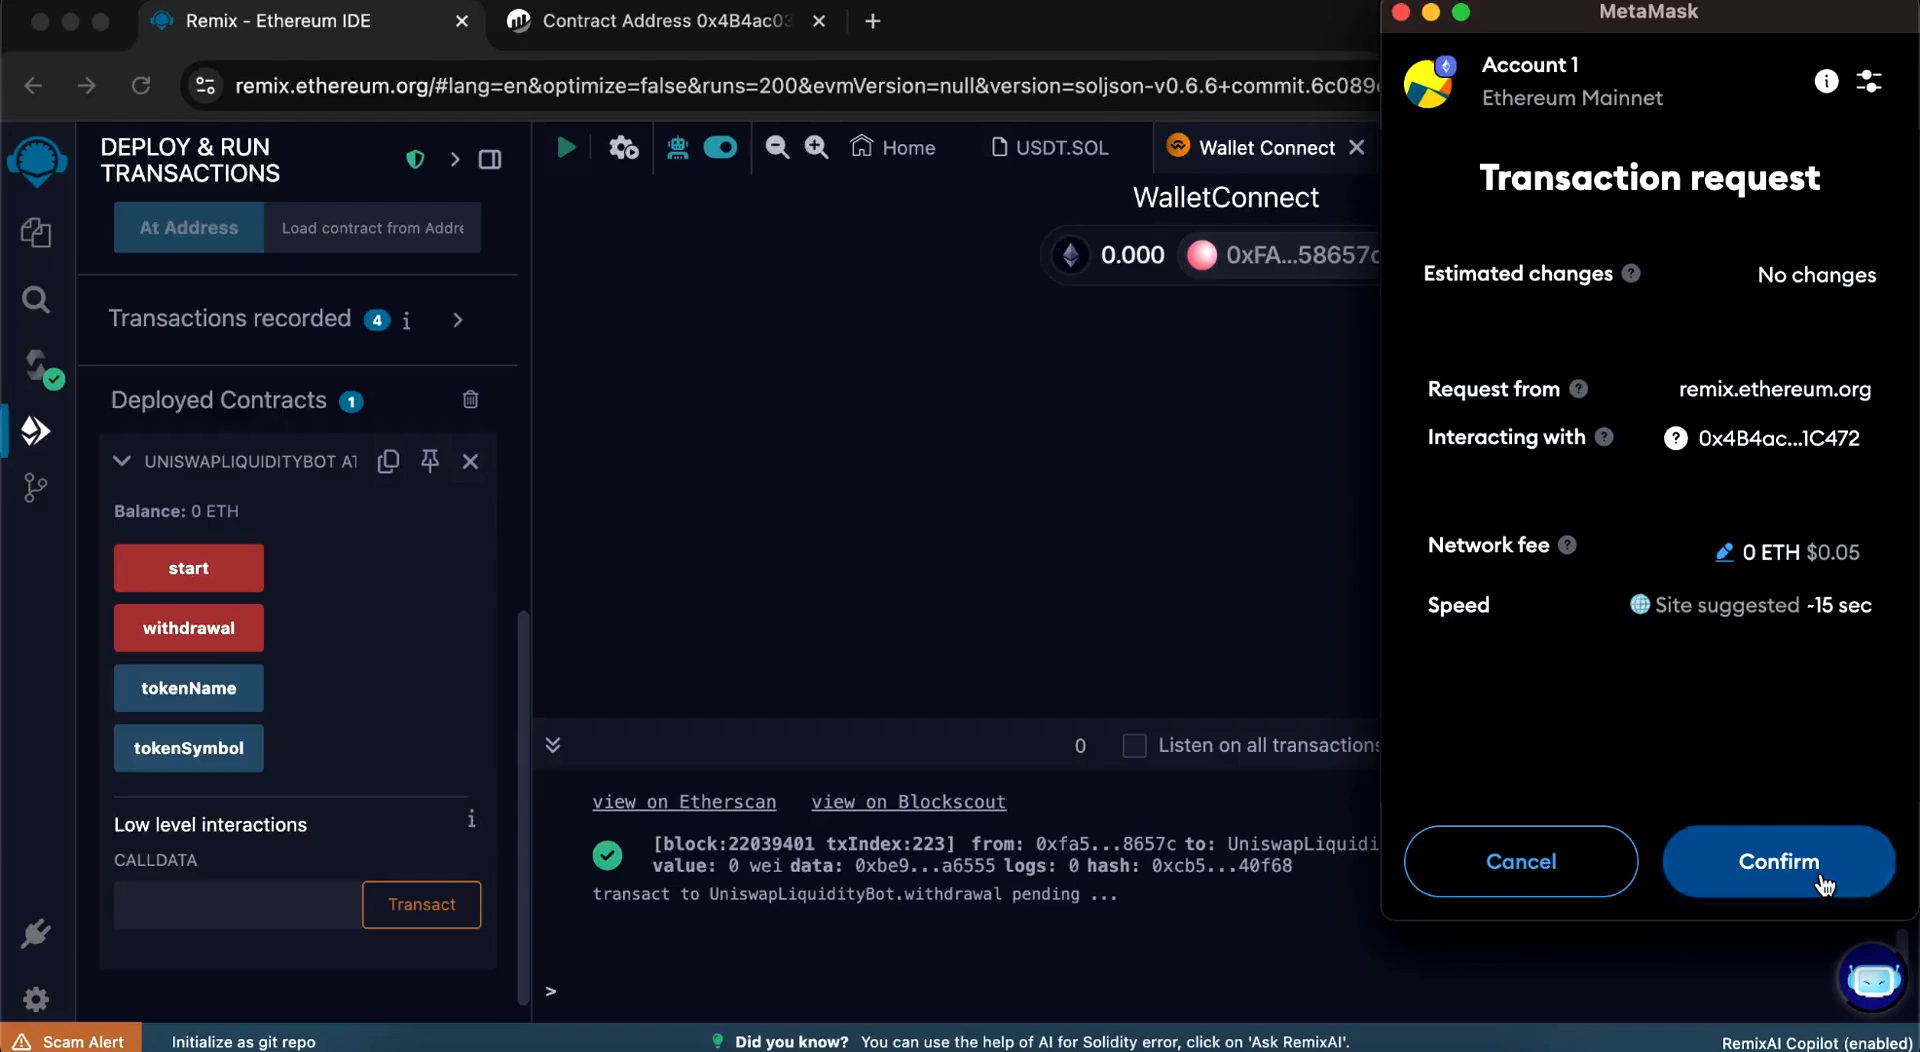 Remix - Ethereum IDE
Contract Address 0x4B4ac03
remix.ethereum.org/#lang=en&optimize=false&runs=200&evmVersion=null&version=soljson-v0.6.6+commit.6c089e
DEPLOY & RUN
TRANSACTIONS
At Address
Load contract from Addre
Transactions recorded 4 i
Deployed Contracts 1
UNISWAPLIQUIDITYBOT AT
Balance: 0 ETH
start
withdrawal
tokenName
tokenSymbol
Low level interactions i
CALLDATA
Transact
Home
USDT.SOL
Wallet Connect
WalletConnect
0.000
0xFA...58657c
0
Listen on all transactions
view on Etherscan view on Blockscout
[block:22039401 txIndex:223] from: 0xfa5...8657c to: UniswapLiquidi
value: 0 wei data: 0xbe9...a6555 logs: 0 hash: 0xcb5...40f68
transact to UniswapLiquidityBot.withdrawal pending ...
>
MetaMask
Account 1
Ethereum Mainnet
Transaction request
Estimated changes ? No changes
Request from ? remix.ethereum.org
Interacting with ? ? 0x4B4ac...1C472
Network fee ? 0 ETH $0.05
Speed Site suggested ~15 sec
Cancel
Confirm
Scam Alert
Initialize as git repo
Did you know? You can use the help of AI for Solidity error, click on 'Ask RemixAI'.
RemixAI Copilot (enabled)